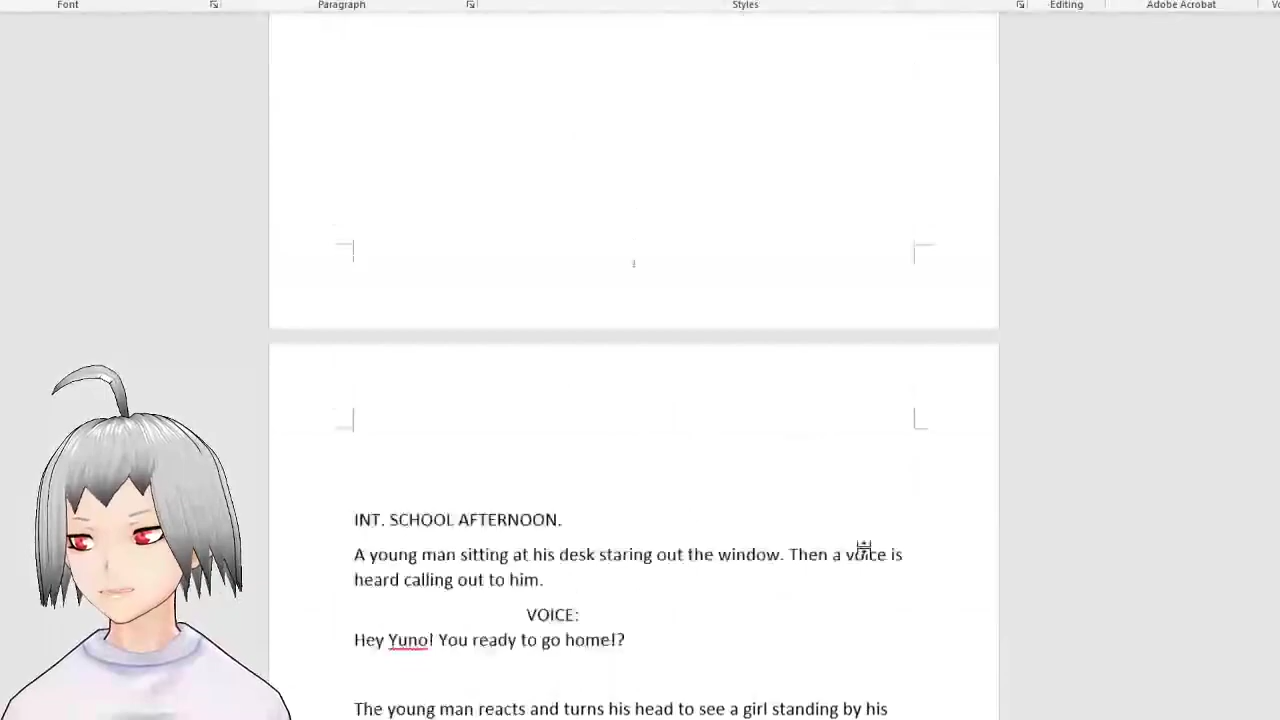 Font Paragraph Styles Editing Adobe Acrobat
INT. SCHOOL AFTERNOON.
A young man sitting at his desk staring out the window. Then a voice is
heard calling out to him.
VOICE:
Hey Yuno! You ready to go home!?
The young man reacts and turns his head to see a girl standing by his